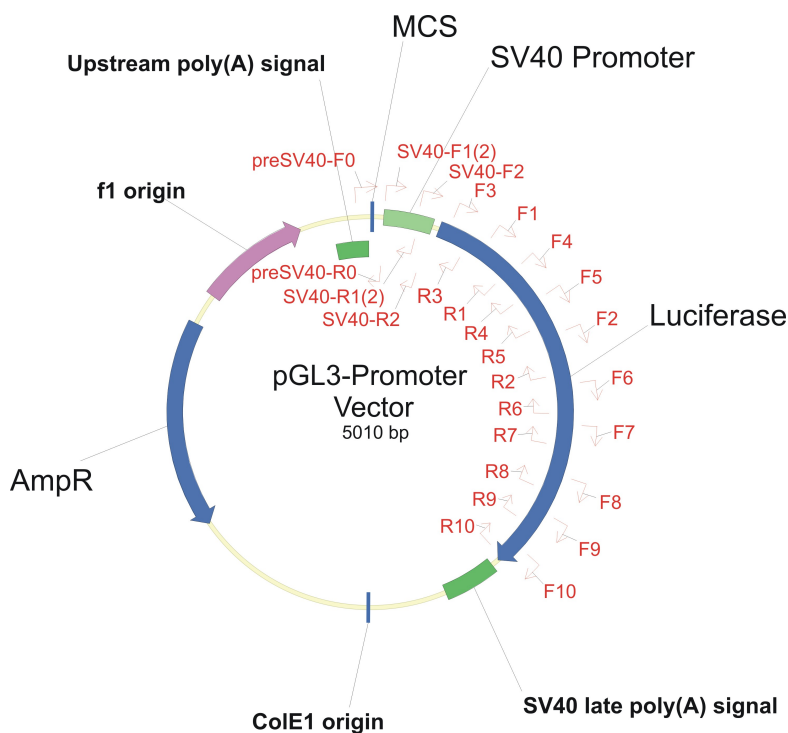 MCS
SV40 Promoter
Upstream poly(A) signal
preSV40-F0
SV40-F1(2)
SV40-F2
F3
f1 origin
F1
F4
preSV40-R0
SV40-R1(2)
SV40-R2
R3
F5
R1
R4
F2
Luciferase
R5
pGL3-Promoter
Vector
5010 bp
R2
F6
R6
R7
F7
AmpR
R8
F8
R9
R10
F9
F10
SV40 late poly(A) signal
ColE1 origin